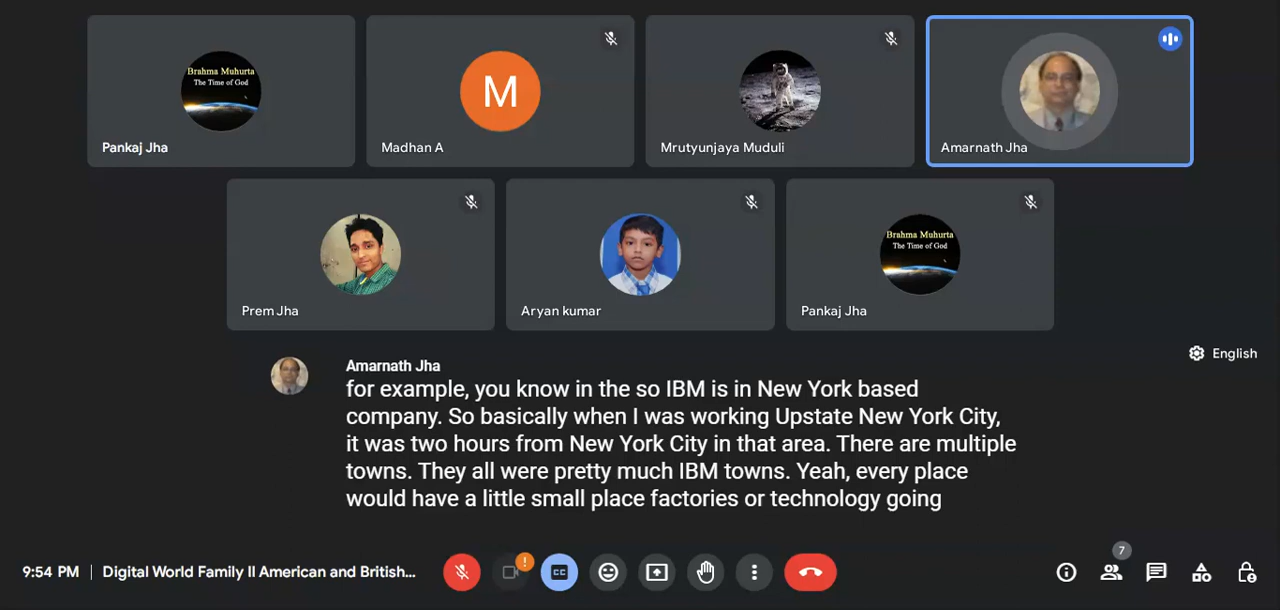 Brahma Muhurta
The Time of God
Pankaj Jha
M
Madhan A
Mrutyunjaya Muduli
Amarnath Jha
Prem Jha
Aryan kumar
Brahma Muhurta
The Time of God
Pankaj Jha
English
Amarnath Jha
for example, you know in the so IBM is in New York based
company. So basically when I was working Upstate New York City,
it was two hours from New York City in that area. There are multiple
towns. They all were pretty much IBM towns. Yeah, every place
would have a little small place factories or technology going
9:54 PM | Digital World Family II American and British...
!
CC
7